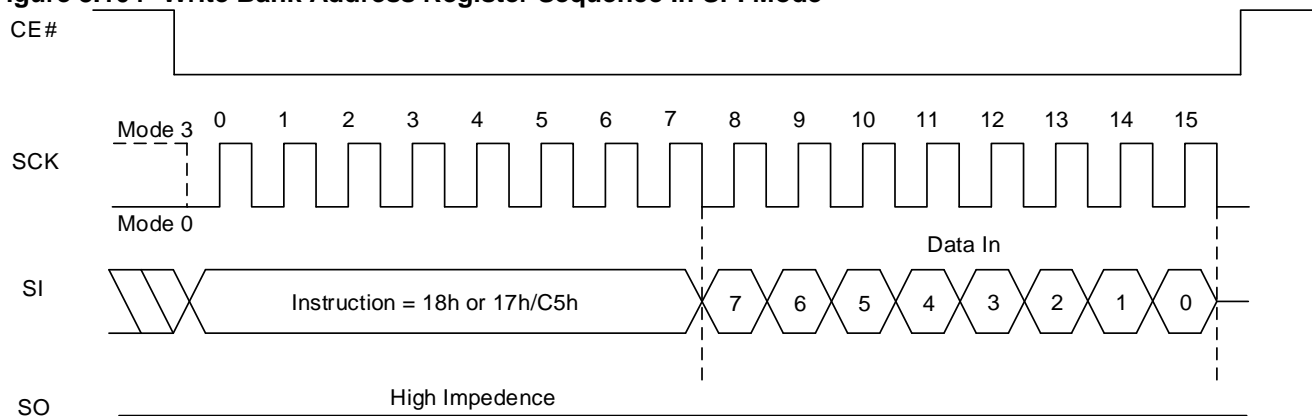 CE#
Mode 3
0 1 2 3 4 5 6 7 8 9 10 11 12 13 14 15
SCK
Mode 0
Data In
SI
Instruction = 18h or 17h/C5h
7 6 5 4 3 2 1 0
High Impedence
SO